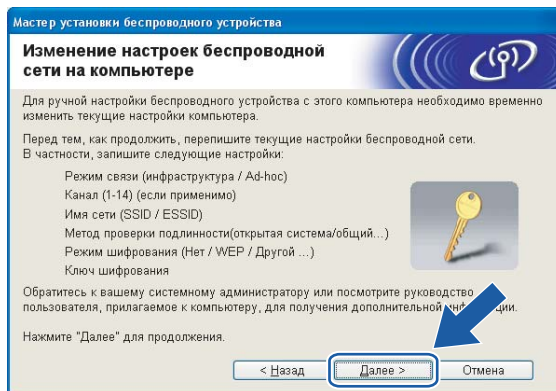 Мастер установки беспроводного устройства
Изменение настроек беспроводной
сети на компьютере
Для ручной настройки беспроводного устройства с этого компьютера необходимо временно
изменить текущие настройки компьютера.
Перед тем, как продолжить, перепишите текущие настройки беспроводной сети.
В частности, запишите следующие настройки:
Режим связи (инфраструктура / Ad-hoc)
Канал (1-14) (если применимо)
Имя сети (SSID / ESSID)
Метод проверки подлинности(открытая система/общий...)
Режим шифрования (Нет / WEP / Другой ...)
Ключ шифрования
Обратитесь к вашему системному администратору или посмотрите руководство
пользователя, прилагаемое к компьютеру, для получения дополнительной
Нажмите "Далее" для продолжения.
< Назад Далее > Отмена